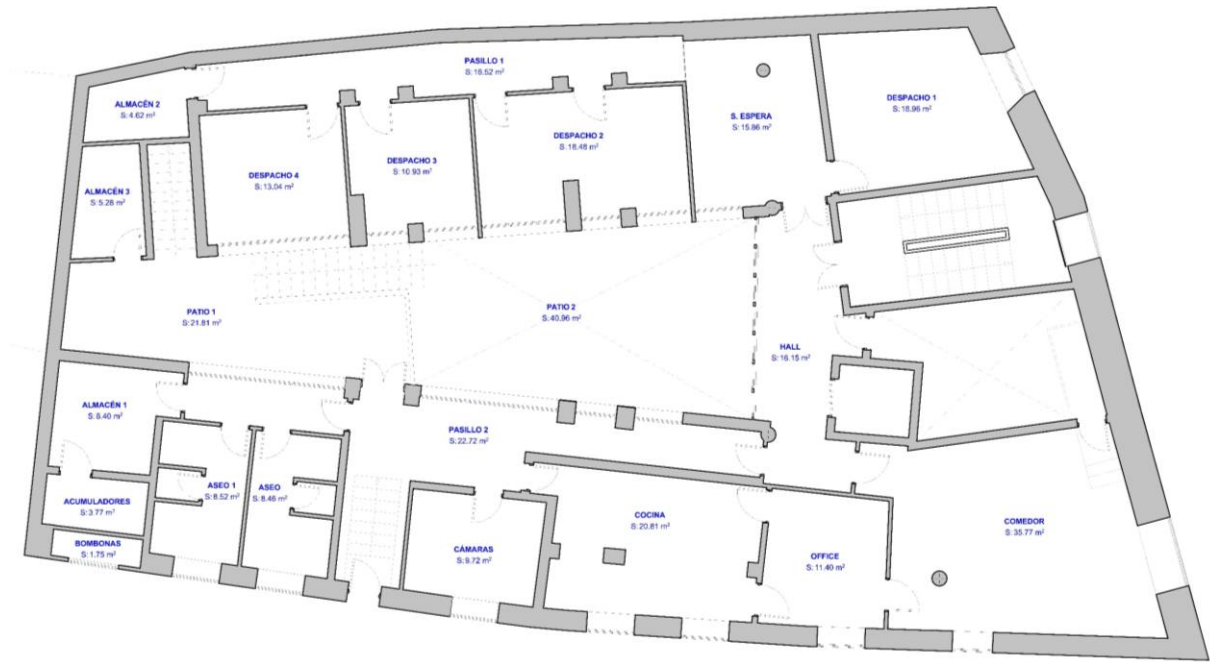 PASILLO 1
S: 16.52 m²
ALMACÉN 2
S: 4.62 m²
DESPACHO 1
S: 18.96 m²
S. ESPERA
S: 15.86 m²
DESPACHO 2
S: 18.48 m²
DESPACHO 3
S: 10.93 m²
DESPACHO 4
S: 13.04 m²
ALMACÉN 3
S: 5.28 m²
PATIO 1
S: 21.81 m²
PATIO 2
S: 40.96 m²
HALL
S: 16.15 m²
ALMACÉN 1
S: 6.40 m²
PASILLO 2
S: 22.72 m²
ASEO 1
S: 8.52 m²
ASEO
S: 8.46 m²
ACUMULADORES
S: 3.77 m²
BOMBONAS
S: 1.75 m²
CÁMARAS
S: 9.72 m²
COCINA
S: 20.81 m²
OFFICE
S: 11.40 m²
COMEDOR
S: 35.77 m²